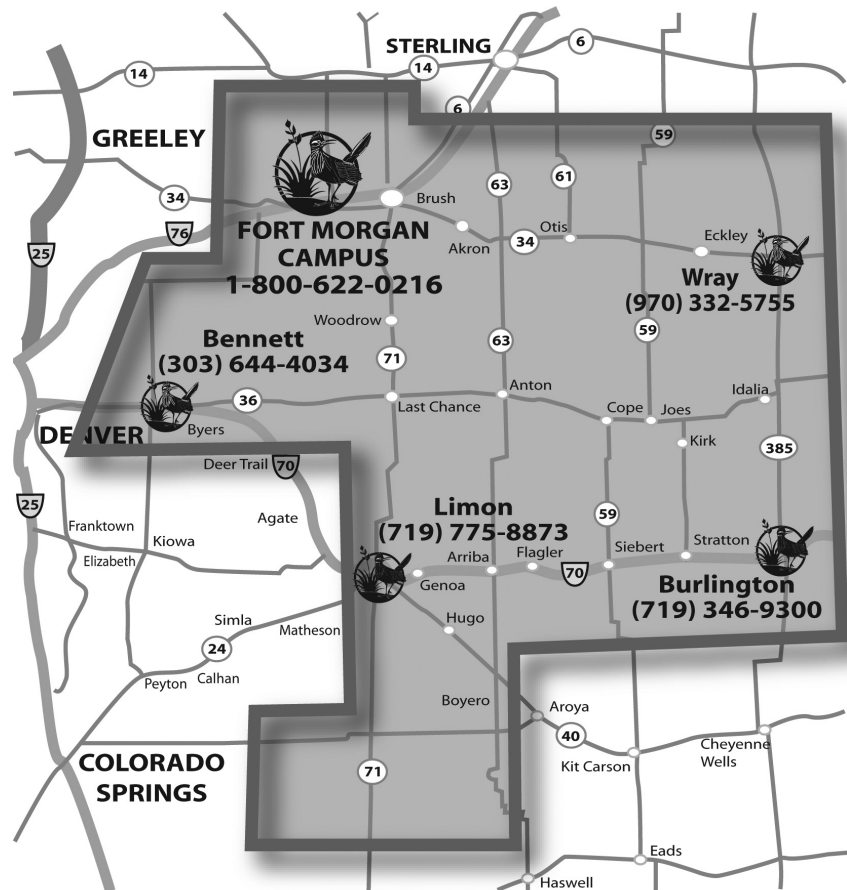 STERLING
6
14
14
6
GREELEY
59
34
63
61
Brush
76
25
FORT MORGAN
CAMPUS
1-800-622-0216
Akron
34
Otis
Eckley
Wray
(970) 332-5755
Woodrow
Bennett
(303) 644-4034
71
63
59
36
Last Chance
Anton
Idalia
Cope
Joes
DENVER
Byers
Kirk
385
Deer Trail
70
25
Limon
(719) 775-8873
59
Agate
Franktown
Kiowa
Elizabeth
Arriba
Flagler
Siebert
Stratton
Genoa
70
Burlington
(719) 346-9300
Hugo
Simla
Matheson
24
Peyton
Calhan
Boyero
Aroya
40
Kit Carson
Cheyenne
Wells
COLORADO
SPRINGS
71
Eads
Haswell